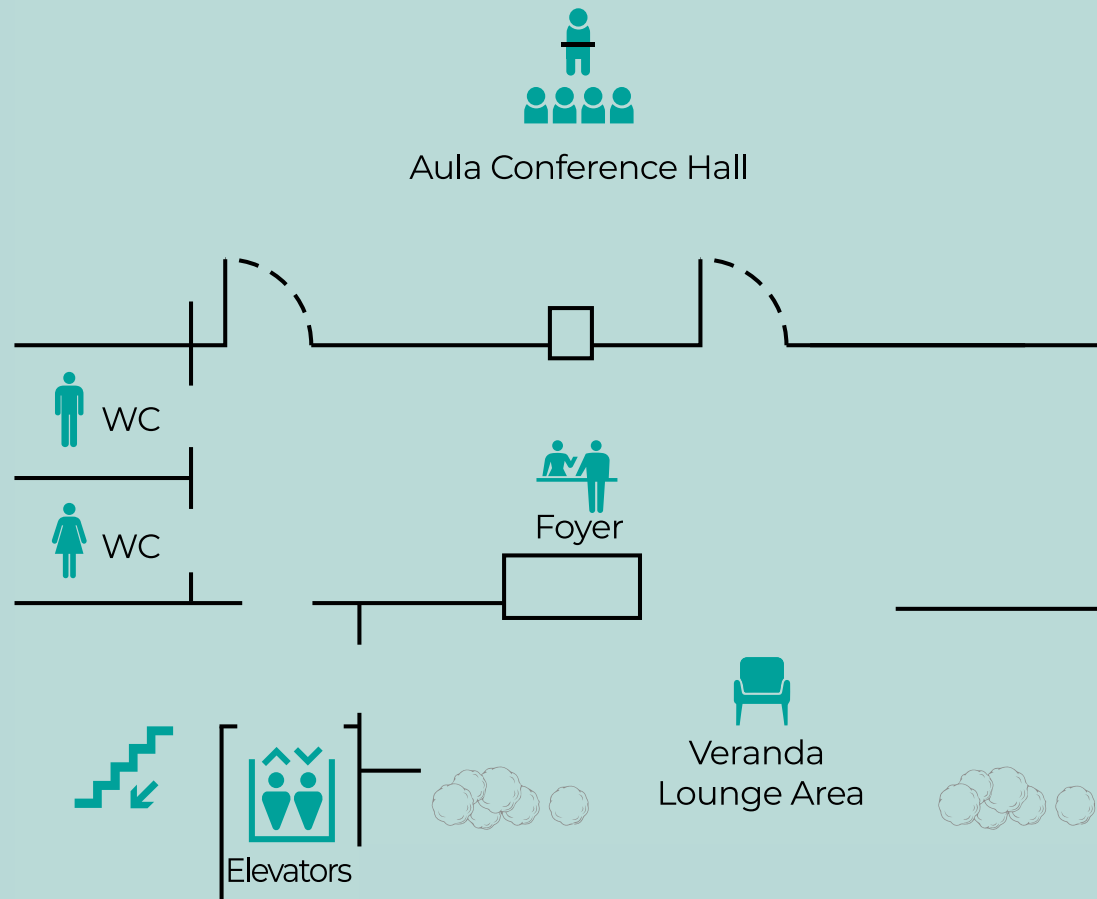 Aula Conference Hall
WC
Foyer
WC
Veranda
Lounge Area
Elevators